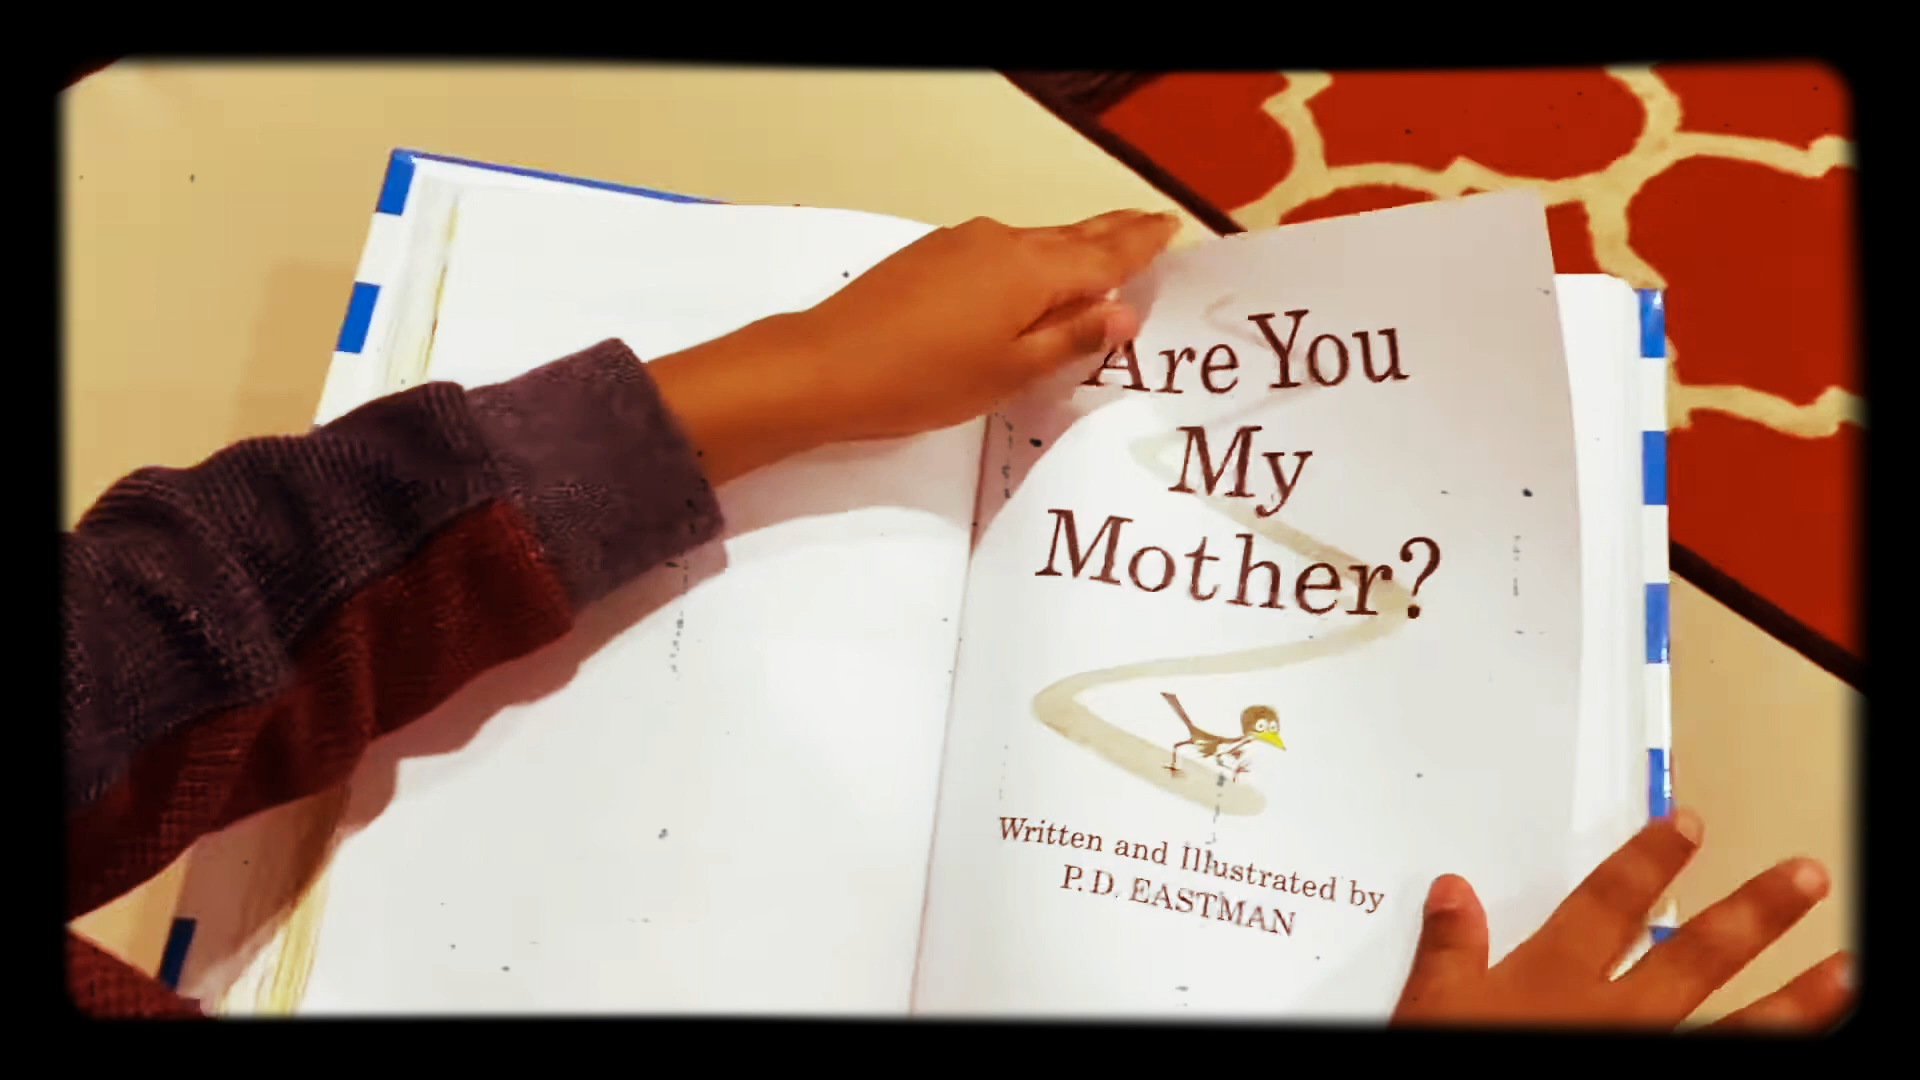 Are You
My
Mother?
Written and Illustrated by
P. D. EASTMAN